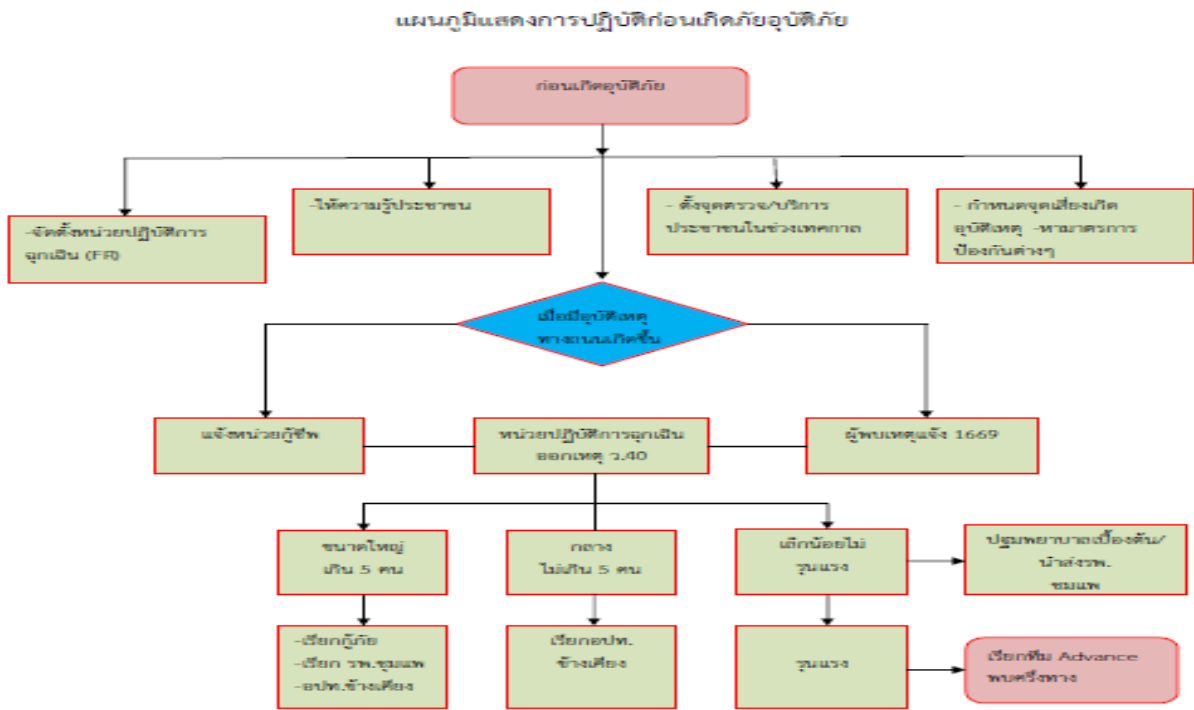 แผนภูมิแสดงการปฏิบัติก่อนเกิดภัยอุบัติภัย
ก่อนเกิดอุบัติภัย
-จัดตั้งหน่วยปฏิบัติการ
ฉุกเฉิน (FR)
-ให้ความรู้ประชาชน
- ตั้งจุดตรวจ/บริการ
ประชาชนในช่วงเทศกาล
- กำหนดจุดเสี่ยงเกิด
อุบัติเหตุ -หามาตรการ
ป้องกันต่างๆ
เมื่อมีอุบัติเหตุ
ทางถนนเกิดขึ้น
แจ้งหน่วยกู้ชีพ
หน่วยปฏิบัติการฉุกเฉิน
ออกเหตุ ว.40
ผู้พบเหตุแจ้ง 1669
ขนาดใหญ่
เกิน 5 คน
กลาง
ไม่เกิน 5 คน
เล็กน้อยไม่
รุนแรง
ปฐมพยาบาลเบื้องต้น/
นำส่งรพ.
ชุมแพ
-เรียกกู้ภัย
-เรียก รพ.ชุมแพ
-อปท.ข้างเคียง
เรียกอปท.
ข้างเคียง
รุนแรง
เรียกทีม Advance
พบครึ่งทาง